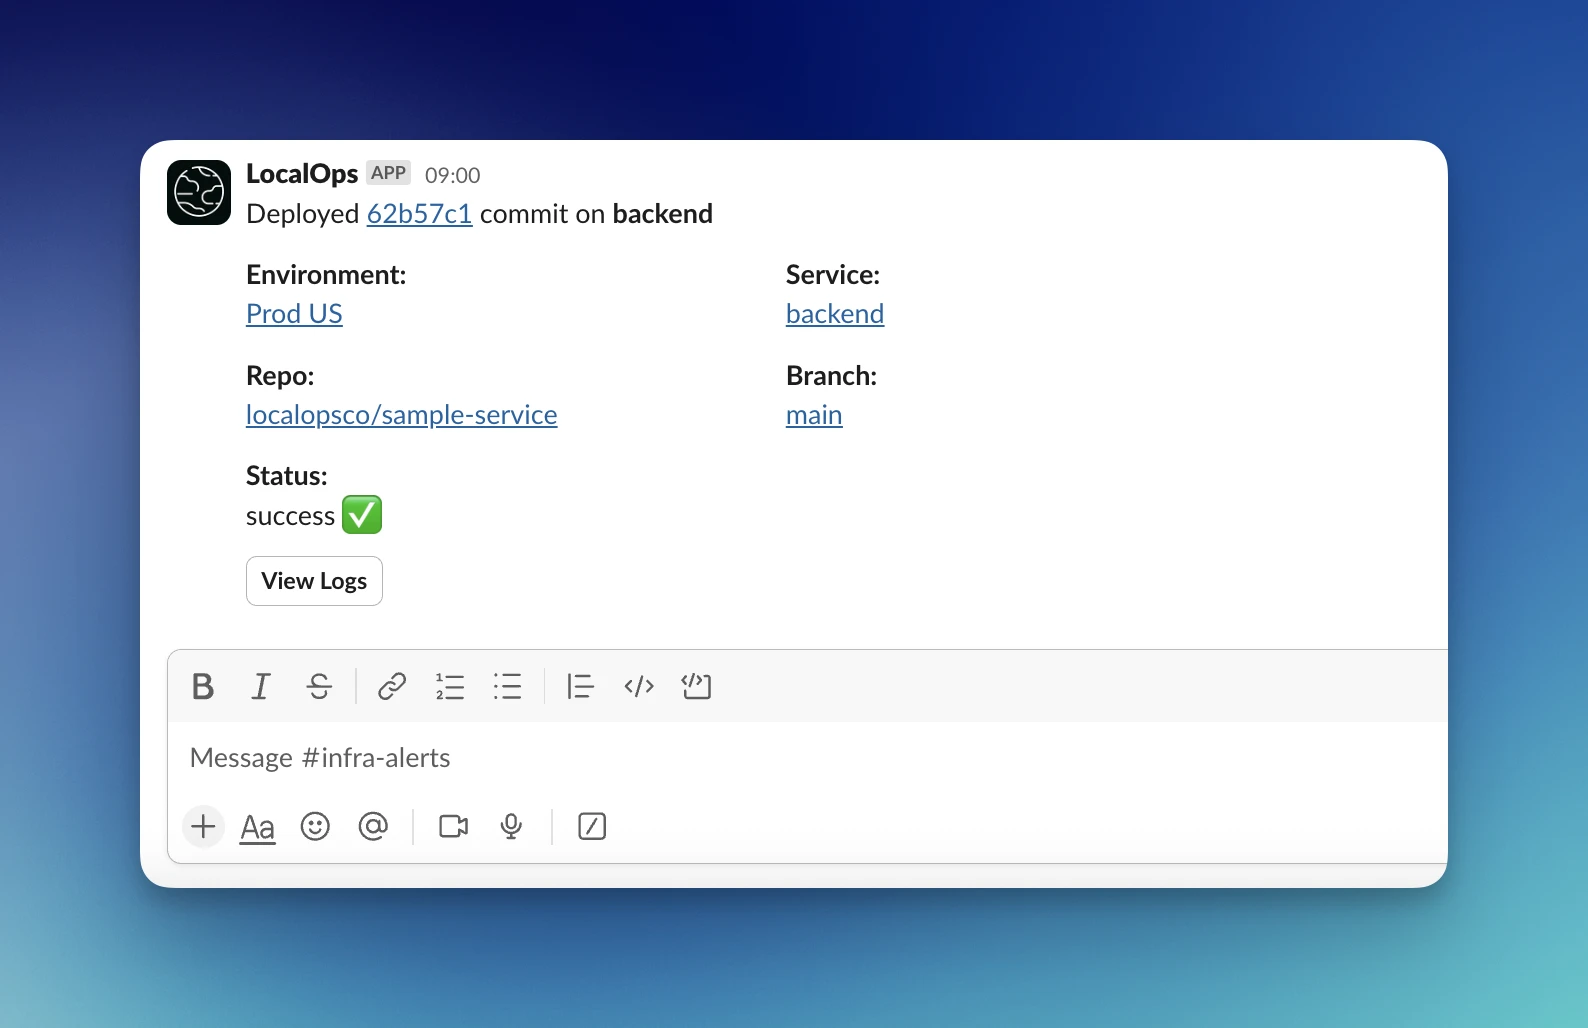 LocalOps APP 09:00
Deployed 62b57c1 commit on backend
Environment:
Prod US
Service:
backend
Repo:
localopsco/sample-service
Branch:
main
Status:
success ✅
View Logs
Message #infra-alerts
Aa